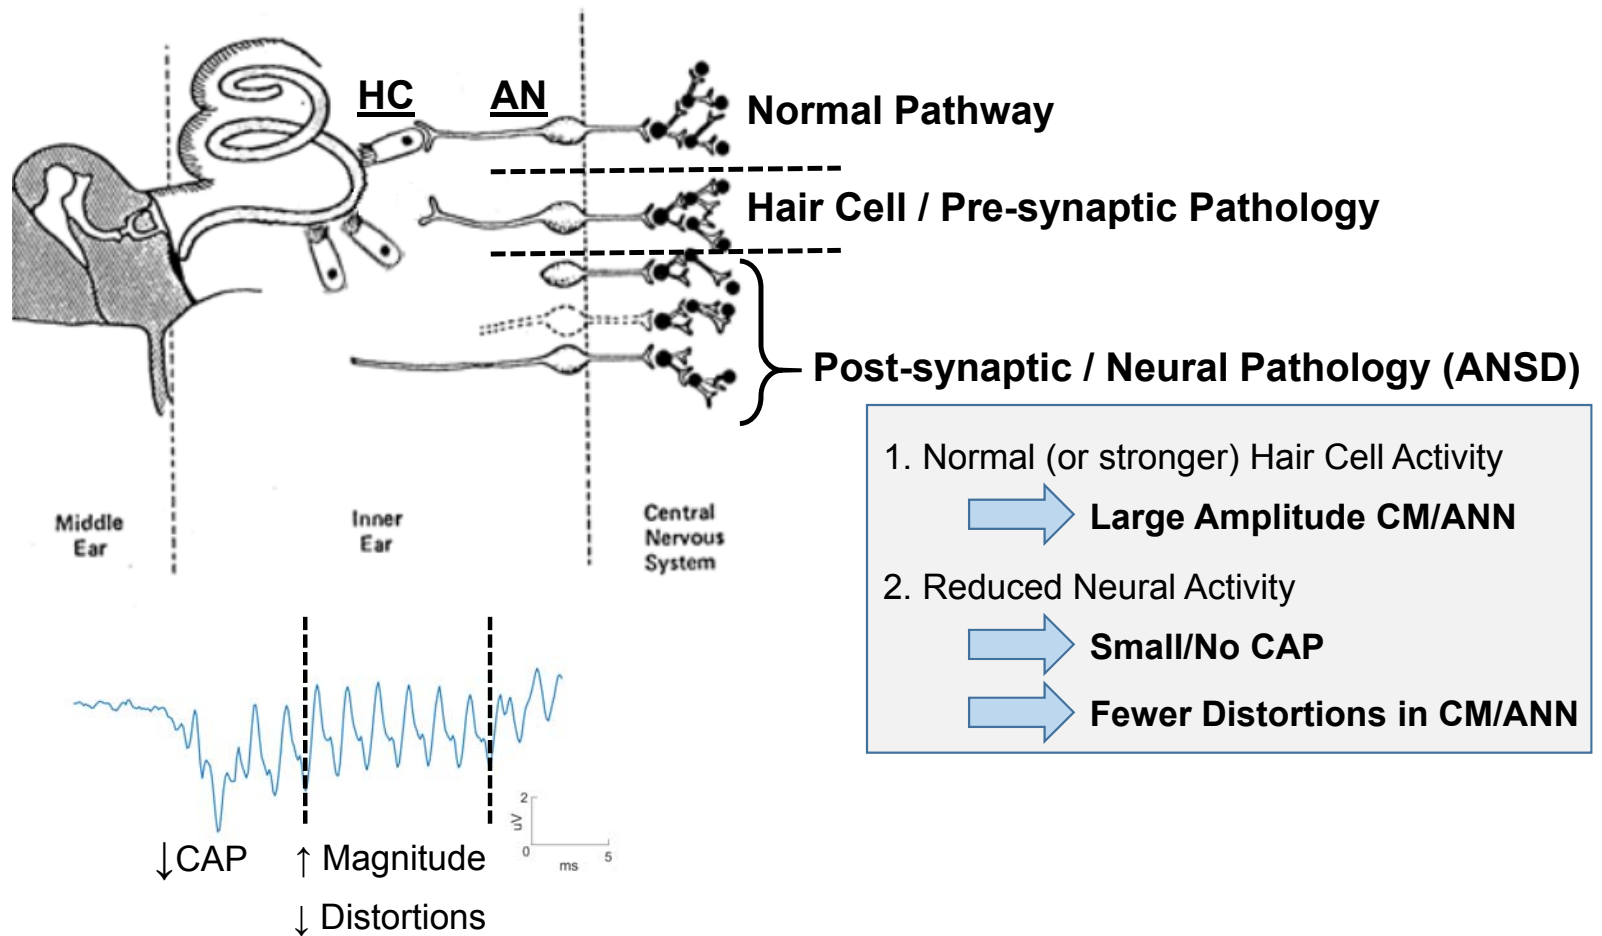 HC
AN
Normal Pathway
Hair Cell / Pre-synaptic Pathology
Post-synaptic / Neural Pathology (ANSD)
1. Normal (or stronger) Hair Cell Activity
Large Amplitude CM/ANN
2. Reduced Neural Activity
Small/No CAP
Fewer Distortions in CM/ANN
Middle
Ear
Inner
Ear
Central
Nervous
System
2
uV
0
ms
5
↓CAP
↑ Magnitude
↓ Distortions